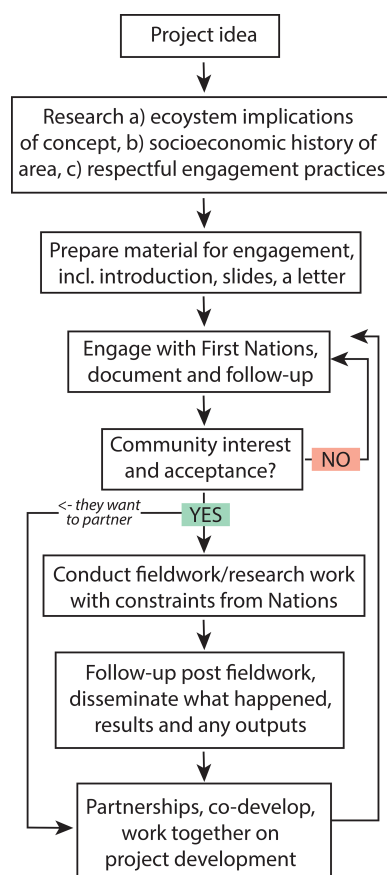 Project idea
Research a) ecoystem implications
of concept, b) socioeconomic history of
area, c) respectful engagement practices
Prepare material for engagement,
incl. introduction, slides, a letter
Engage with First Nations,
document and follow-up
Community interest
and acceptance?
NO
<- they want
to partner
YES
Conduct fieldwork/research work
with constraints from Nations
Follow-up post fieldwork,
disseminate what happened,
results and any outputs
Partnerships, co-develop,
work together on
project development